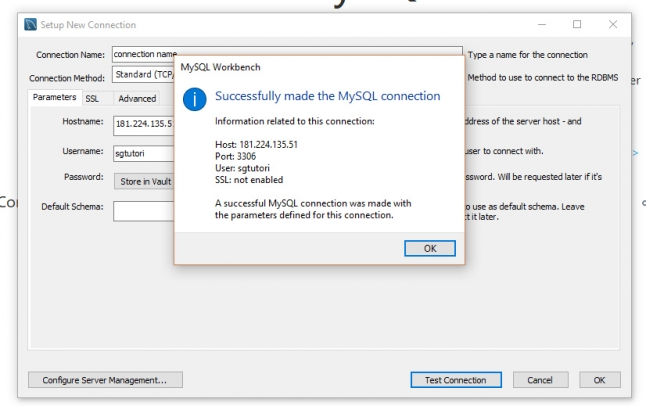 Setup New Connection
Connection Name: connection name Type a name for the connection
Connection Method: Standard (TCP/ Method to use to connect to the RDBMS
Parameters SSL Advanced
MySQL Workbench
Successfully made the MySQL connection
Information related to this connection:
Host: 181.224.135.51
Port: 3306
User: sgtutori
SSL: not enabled
A successful MySQL connection was made with
the parameters defined for this connection.
OK
Hostname: 181.224.135.5 address of the server host - and
Username: sgtutori user to connect with.
Password: Store in Vault Will be requested later if it's
Default Schema: to use as default schema. Leave
it later.
Configure Server Management... Test Connection Cancel OK